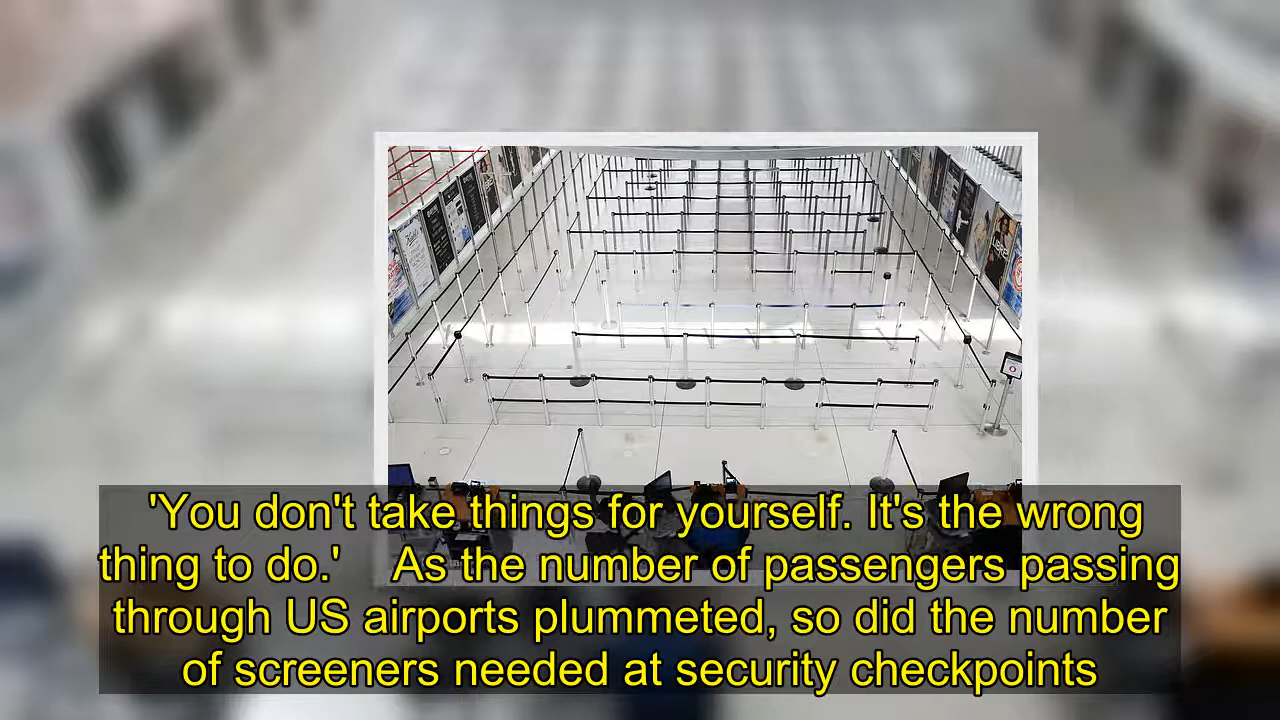 'You don't take things for yourself. It's the wrong
thing to do.' As the number of passengers passing
through US airports plummeted, so did the number
of screeners needed at security checkpoints